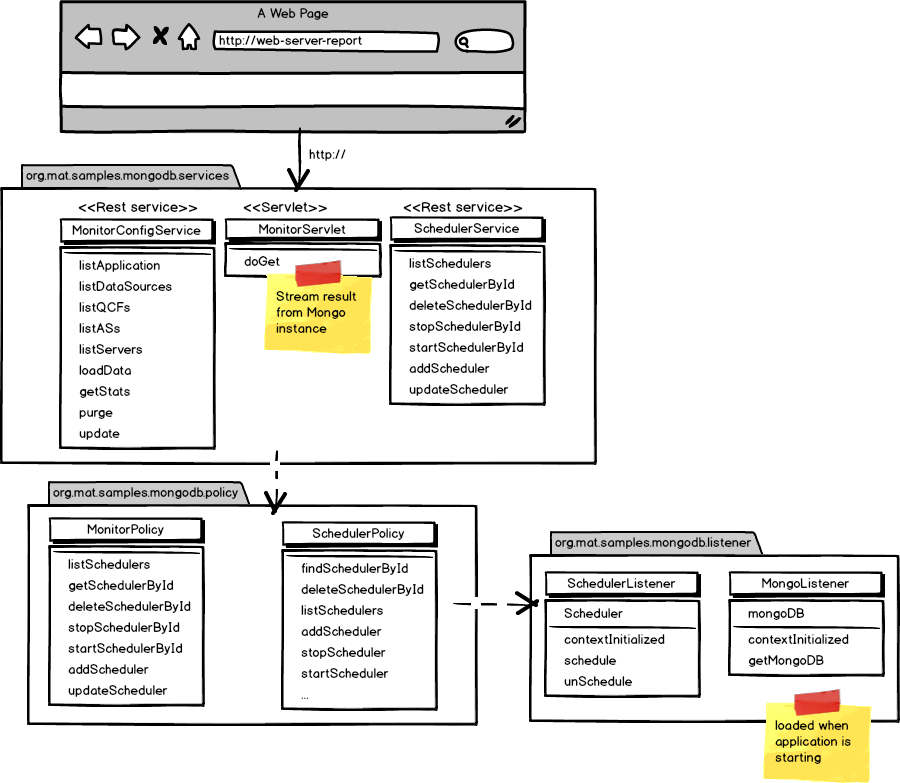 A Web Page
http://web-server-report
http://
org.mat.samples.mongodb.services
<<Rest service>>
MonitorConfigService
listApplication
listDataSources
listQCFs
listASs
listServers
loadData
getStats
purge
update
<<Servlet>>
MonitorServlet
doGet
Stream result
from Mongo
instance
<<Rest service>>
SchedulerService
listSchedulers
getSchedulerById
deleteSchedulerById
stopSchedulerById
startSchedulerById
addScheduler
updateScheduler
org.mat.samples.mongodb.policy
MonitorPolicy
listSchedulers
getSchedulerById
deleteSchedulerById
stopSchedulerById
startSchedulerById
addScheduler
updateScheduler
SchedulerPolicy
findSchedulerById
deleteSchedulerById
listSchedulers
addScheduler
stopScheduler
startScheduler
...
org.mat.samples.mongodb.listener
SchedulerListener
Scheduler
contextInitialized
schedule
unSchedule
MongoListener
mongoDB
contextInitialized
getMongoDB
loaded when
application is
starting